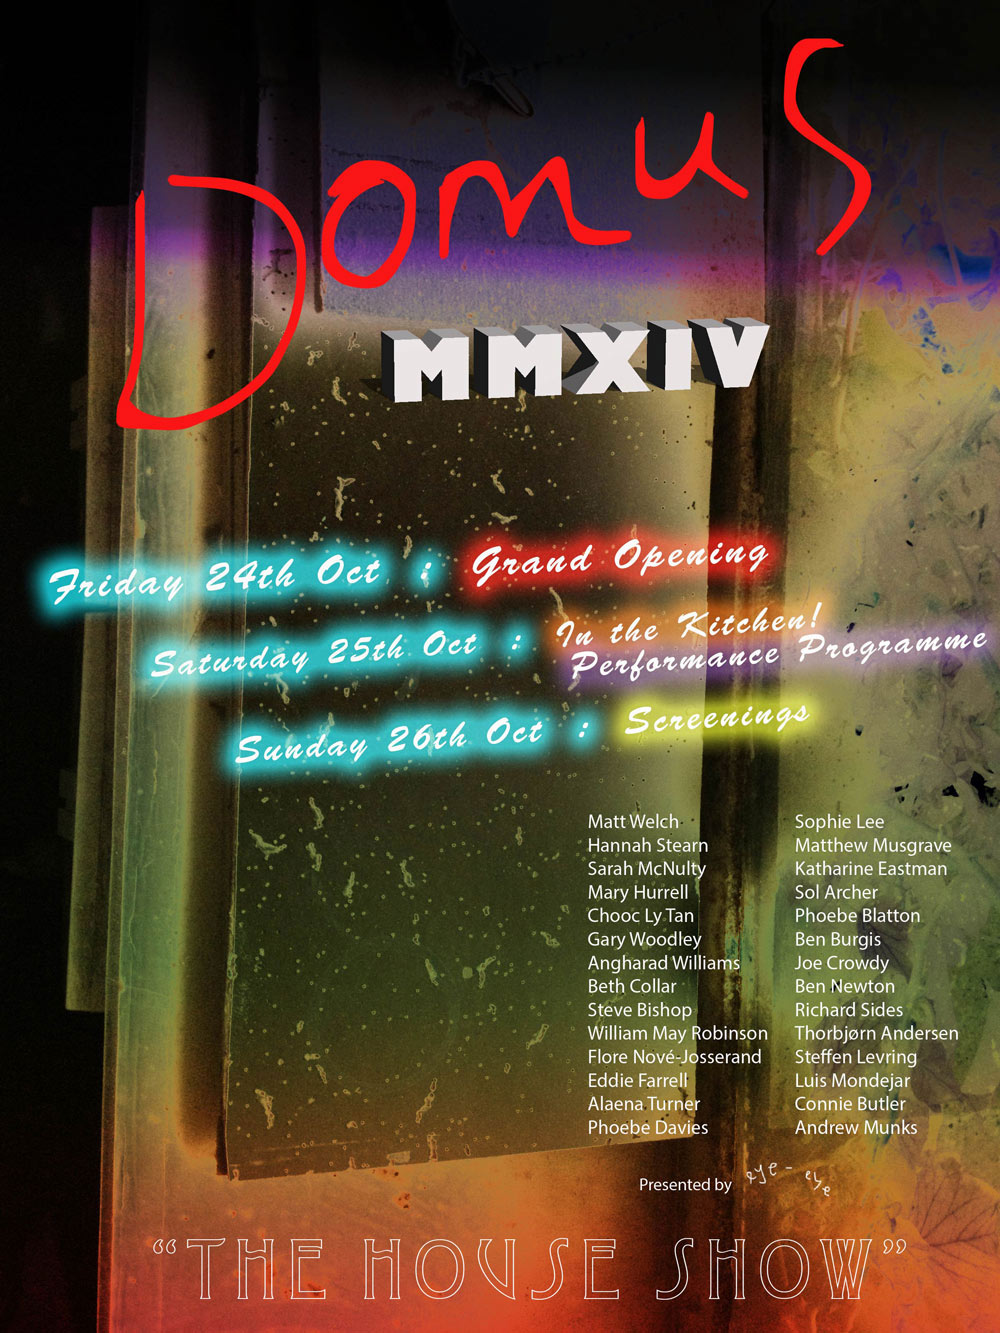 Domus
MMXIV
Friday 24th Oct : Grand Opening
Saturday 25th Oct : In the Kitchen!
Performance Programme
Sunday 26th Oct : Screenings
Matt Welch
Hannah Stearn
Sarah McNulty
Mary Hurrell
Chooc Ly Tan
Gary Woodley
Angharad Williams
Beth Collar
Steve Bishop
William May Robinson
Flore Nové-Josserand
Eddie Farrell
Alaena Turner
Phoebe Davies
Sophie Lee
Matthew Musgrave
Katharine Eastman
Sol Archer
Phoebe Blatton
Ben Burgis
Joe Crowdy
Ben Newton
Richard Sides
Thorbjørn Andersen
Steffen Levring
Luis Mondejar
Connie Butler
Andrew Munks
Presented by eye - eye
“THE HOUSE SHOW”